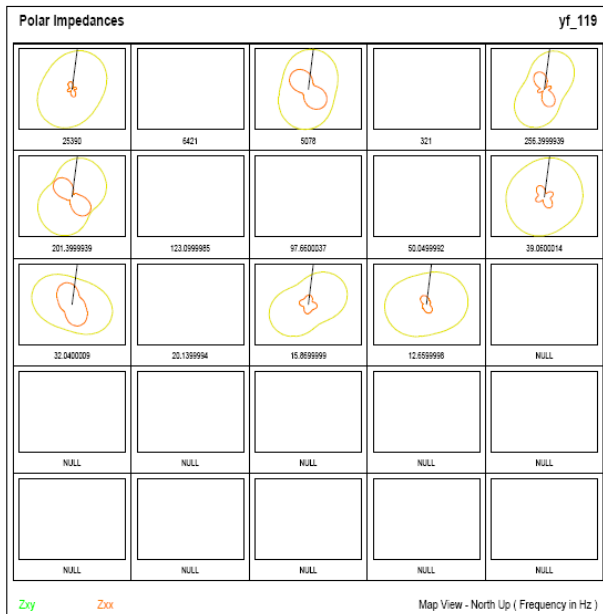 Polar Impedances yf_119
25390 6421 5078 321 256.3999939
201.3999939 123.0999985 97.6600037 50.0499992 39.0600014
32.0400009 20.1399994 15.8699999 12.6599998 NULL
NULL NULL NULL NULL NULL
NULL NULL NULL NULL NULL
Zxy Zxx Map View - North Up ( Frequency in Hz )